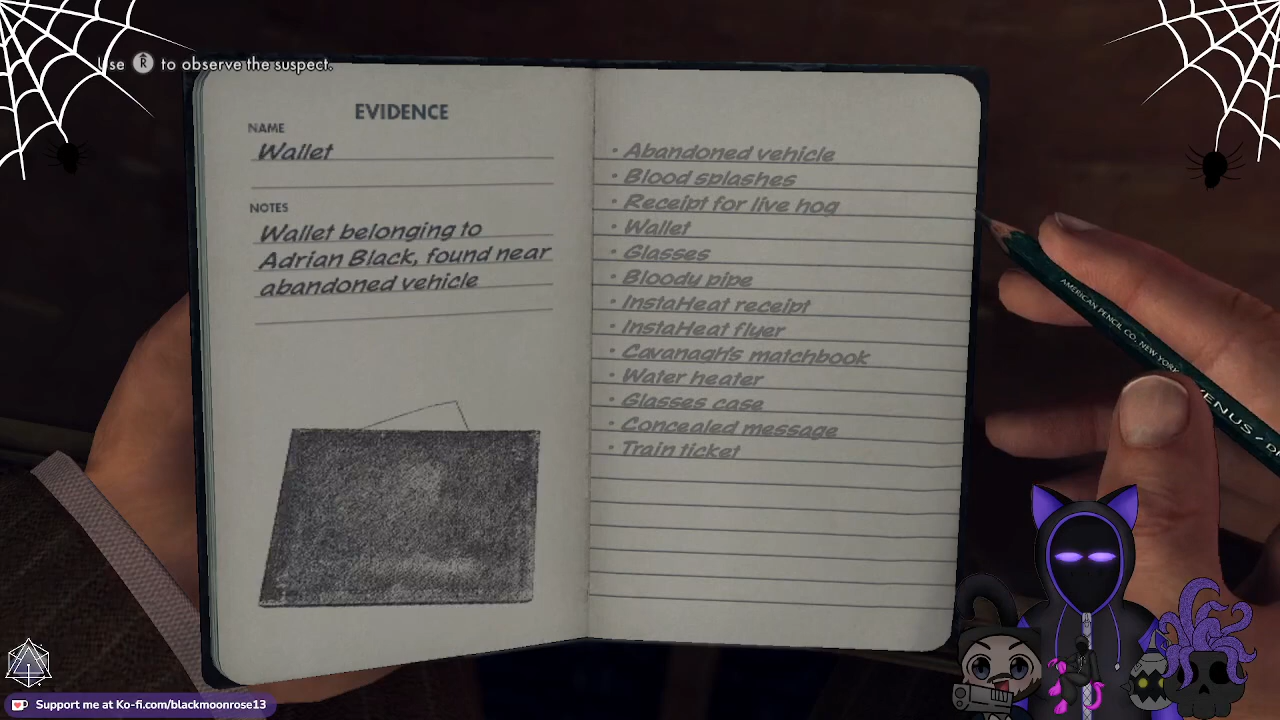 Use R to observe the suspect.
EVIDENCE
NAME
Wallet
NOTES
Wallet belonging to
Adrian Black, found near
abandoned vehicle
• Abandoned vehicle
• Blood splashes
• Receipt for live hog
• Wallet
• Glasses
• Bloody pipe
• InstaHeat receipt
• InstaHeat flyer
• Cavanagh's matchbook
• Water heater
• Glasses case
• Concealed message
• Train ticket
AMERICAN PENCIL CO. NEW YORK
VENUS
Support me at Ko-fi.com/blackmoonrose13